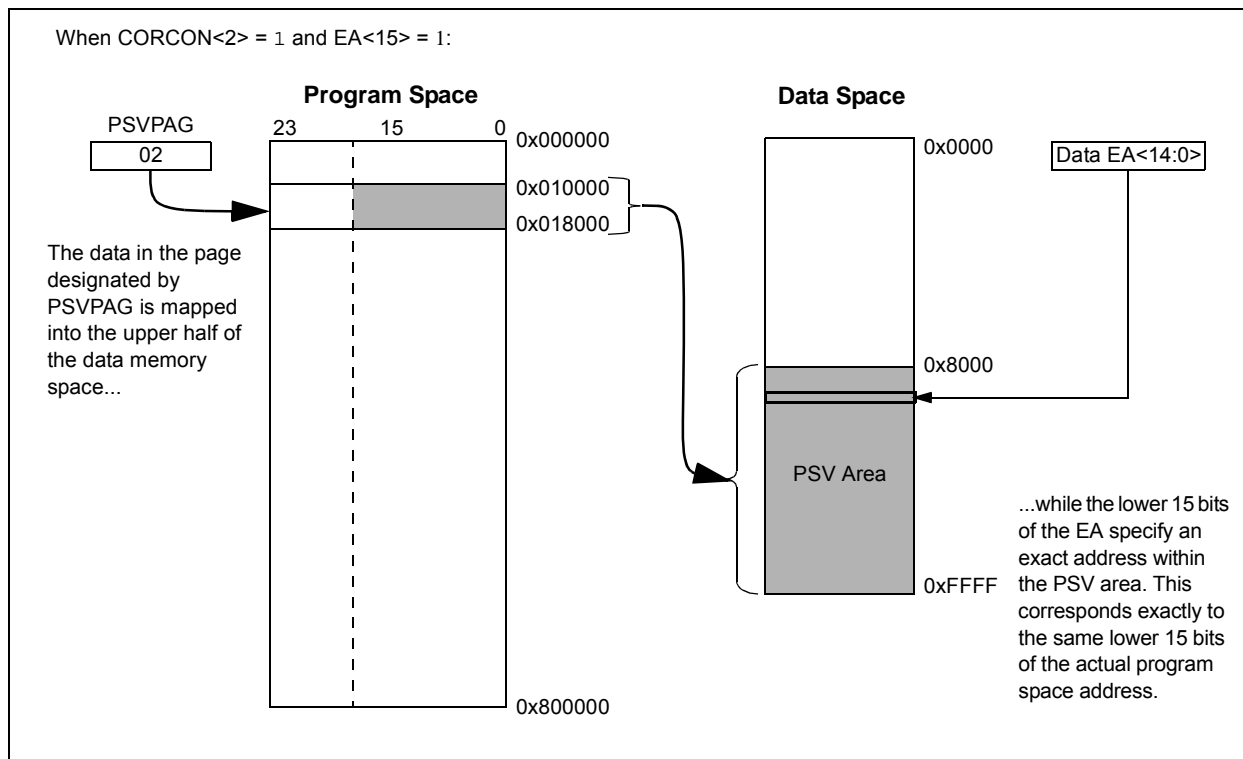 When CORCON<2> = 1 and EA<15> = 1:
Program Space
Data Space
PSVPAG
02
23 15 0
0x000000
0x010000
0x018000
0x800000
The data in the page
designated by
PSVPAG is mapped
into the upper half of
the data memory
space...
0x0000
0x8000
0xFFFF
PSV Area
Data EA<14:0>
...while the lower 15 bits
of the EA specify an
exact address within
the PSV area. This
corresponds exactly to
the same lower 15 bits
of the actual program
space address.